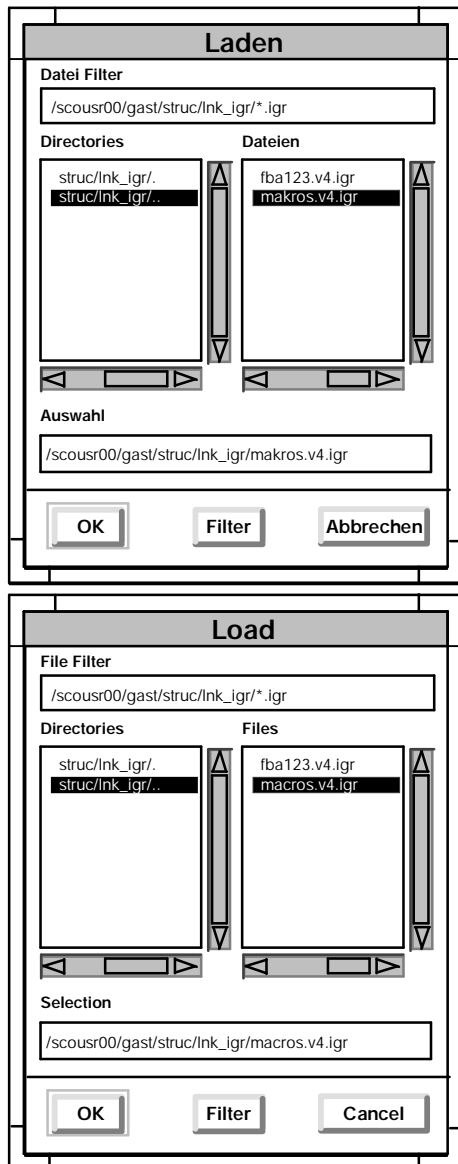 Laden
Datei Filter
/scousr00/gast/struc/lnk_igr/*.igr
Directories Dateien
struc/lnk_igr/. fba123.v4.igr
struc/lnk_igr/.. makros.v4.igr
Auswahl
/scousr00/gast/struc/lnk_igr/makros.v4.igr
OK Filter Abbrechen
Load
File Filter
/scousr00/gast/struc/lnk_igr/*.igr
Directories Files
struc/lnk_igr/. fba123.v4.igr
struc/lnk_igr/.. macros.v4.igr
Selection
/scousr00/gast/struc/lnk_igr/macros.v4.igr
OK Filter Cancel